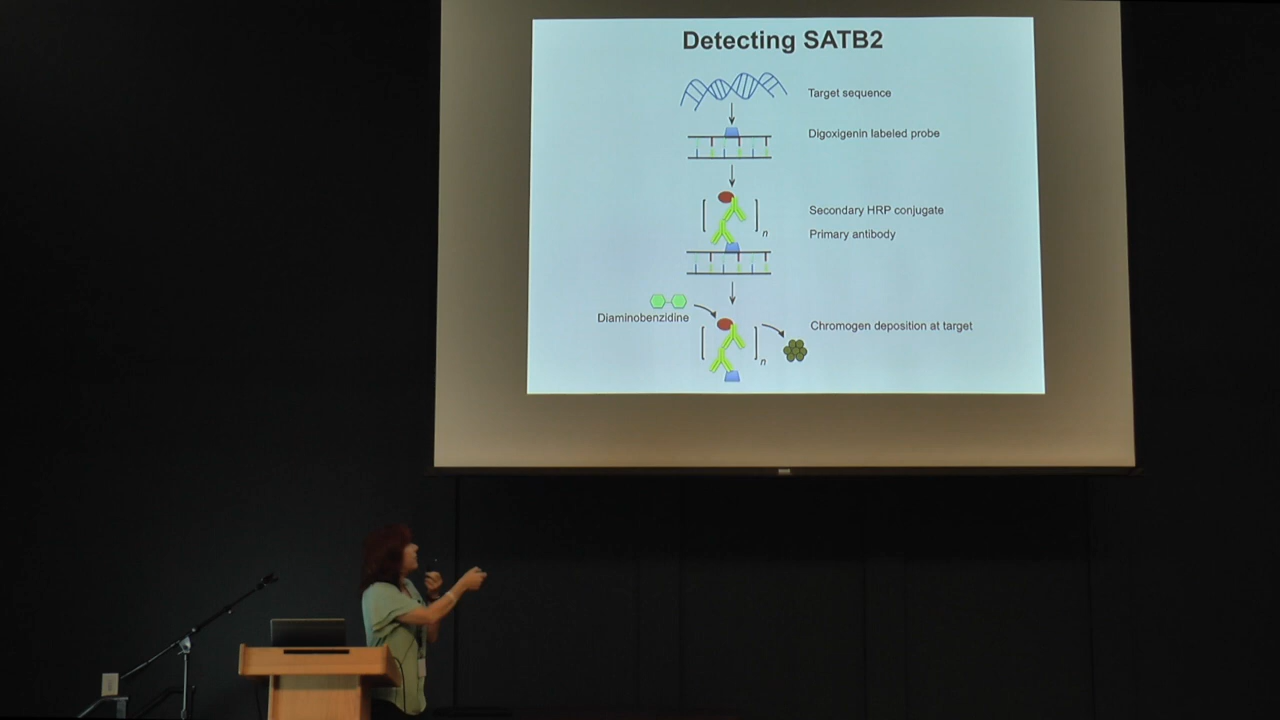 Detecting SATB2
Target sequence
Digoxigenin labeled probe
Secondary HRP conjugate
n
Primary antibody
Diaminobenzidine
Chromogen deposition at target
n